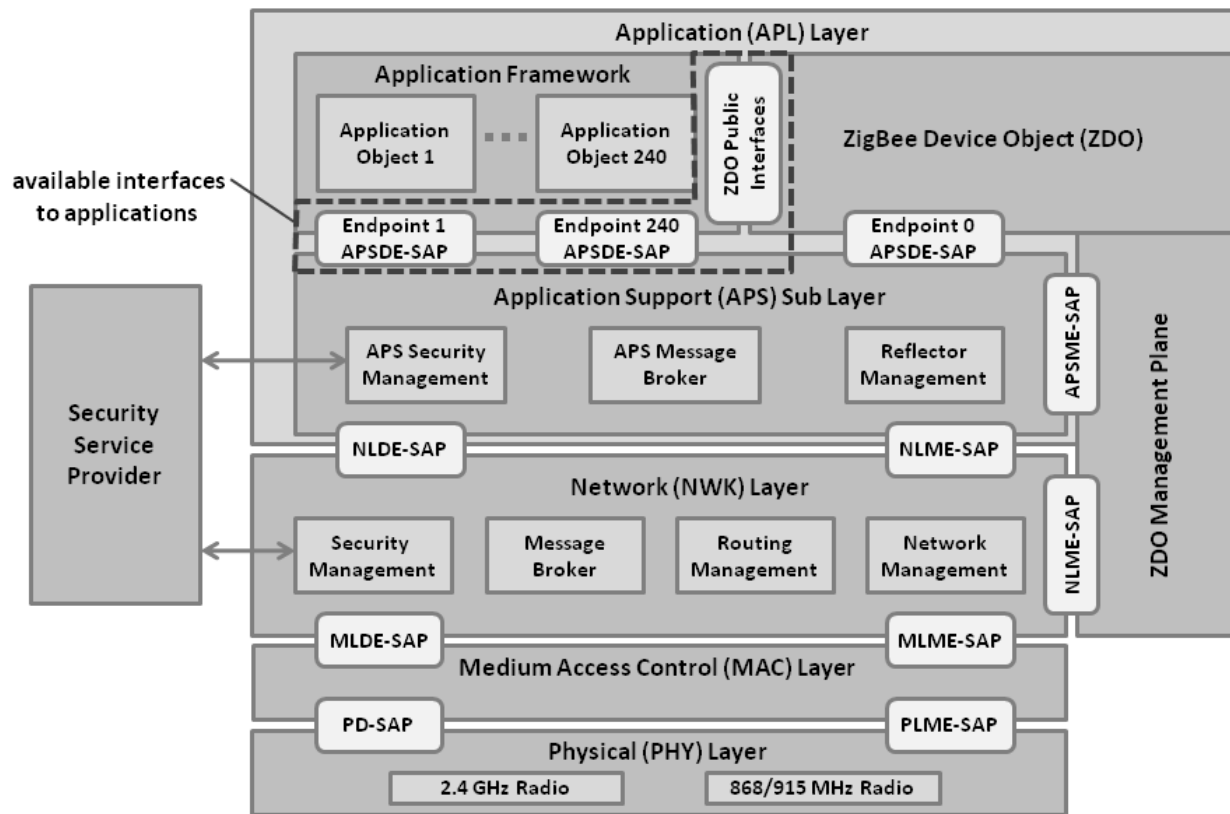 Application (APL) Layer
Application Framework
Application
Object 1
Application
Object 240
ZDO Public
Interfaces
ZigBee Device Object (ZDO)
available interfaces
to applications
Endpoint 1
APSDE-SAP
Endpoint 240
APSDE-SAP
Endpoint 0
APSDE-SAP
Application Support (APS) Sub Layer
APS Security
Management
APS Message
Broker
Reflector
Management
APSME-SAP
Security
Service
Provider
NLDE-SAP
NLME-SAP
Network (NWK) Layer
Security
Management
Message
Broker
Routing
Management
Network
Management
NLME-SAP
ZDO Management Plane
MLDE-SAP
MLME-SAP
Medium Access Control (MAC) Layer
PD-SAP
PLME-SAP
Physical (PHY) Layer
2.4 GHz Radio
868/915 MHz Radio